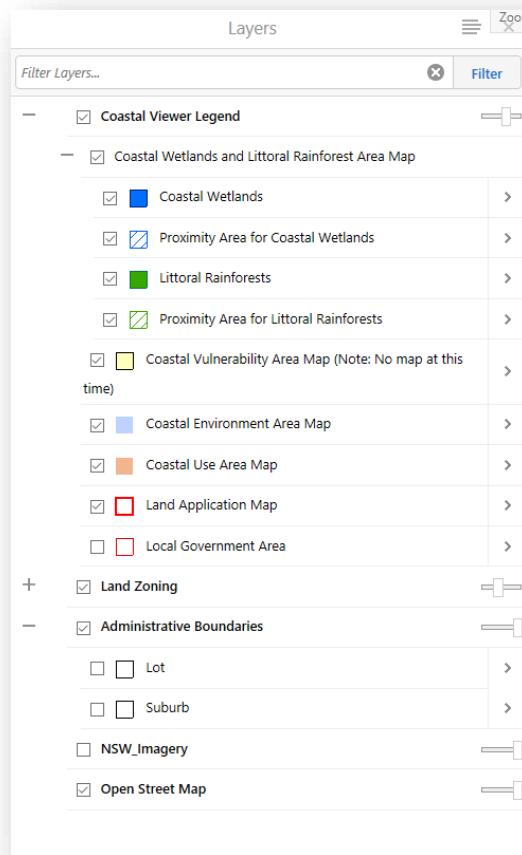 Layers
Zoo
Filter Layers...
Filter
Coastal Viewer Legend
Coastal Wetlands and Littoral Rainforest Area Map
Coastal Wetlands
Proximity Area for Coastal Wetlands
Littoral Rainforests
Proximity Area for Littoral Rainforests
Coastal Vulnerability Area Map (Note: No map at this
time)
Coastal Environment Area Map
Coastal Use Area Map
Land Application Map
Local Government Area
Land Zoning
Administrative Boundaries
Lot
Suburb
NSW_Imagery
Open Street Map